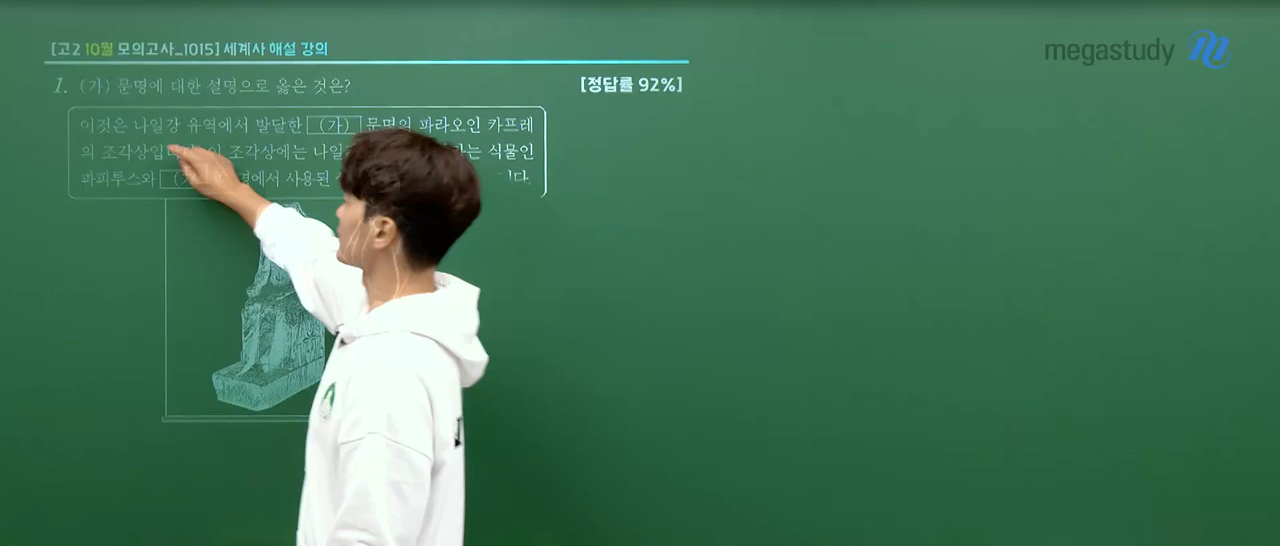 [고2 10월 모의고사_1015] 세계사 해설 강의
megastudy
1. (가) 문명에 대한 설명으로 옳은 것은?
[정답률 92%]
이것은 나일강 유역에서 발달한 (가) 문명의 파라오인 카프레
의 조각상입니다. 이 조각상에는 나일 는 식물인
파피루스와 (가) 에서 사용된